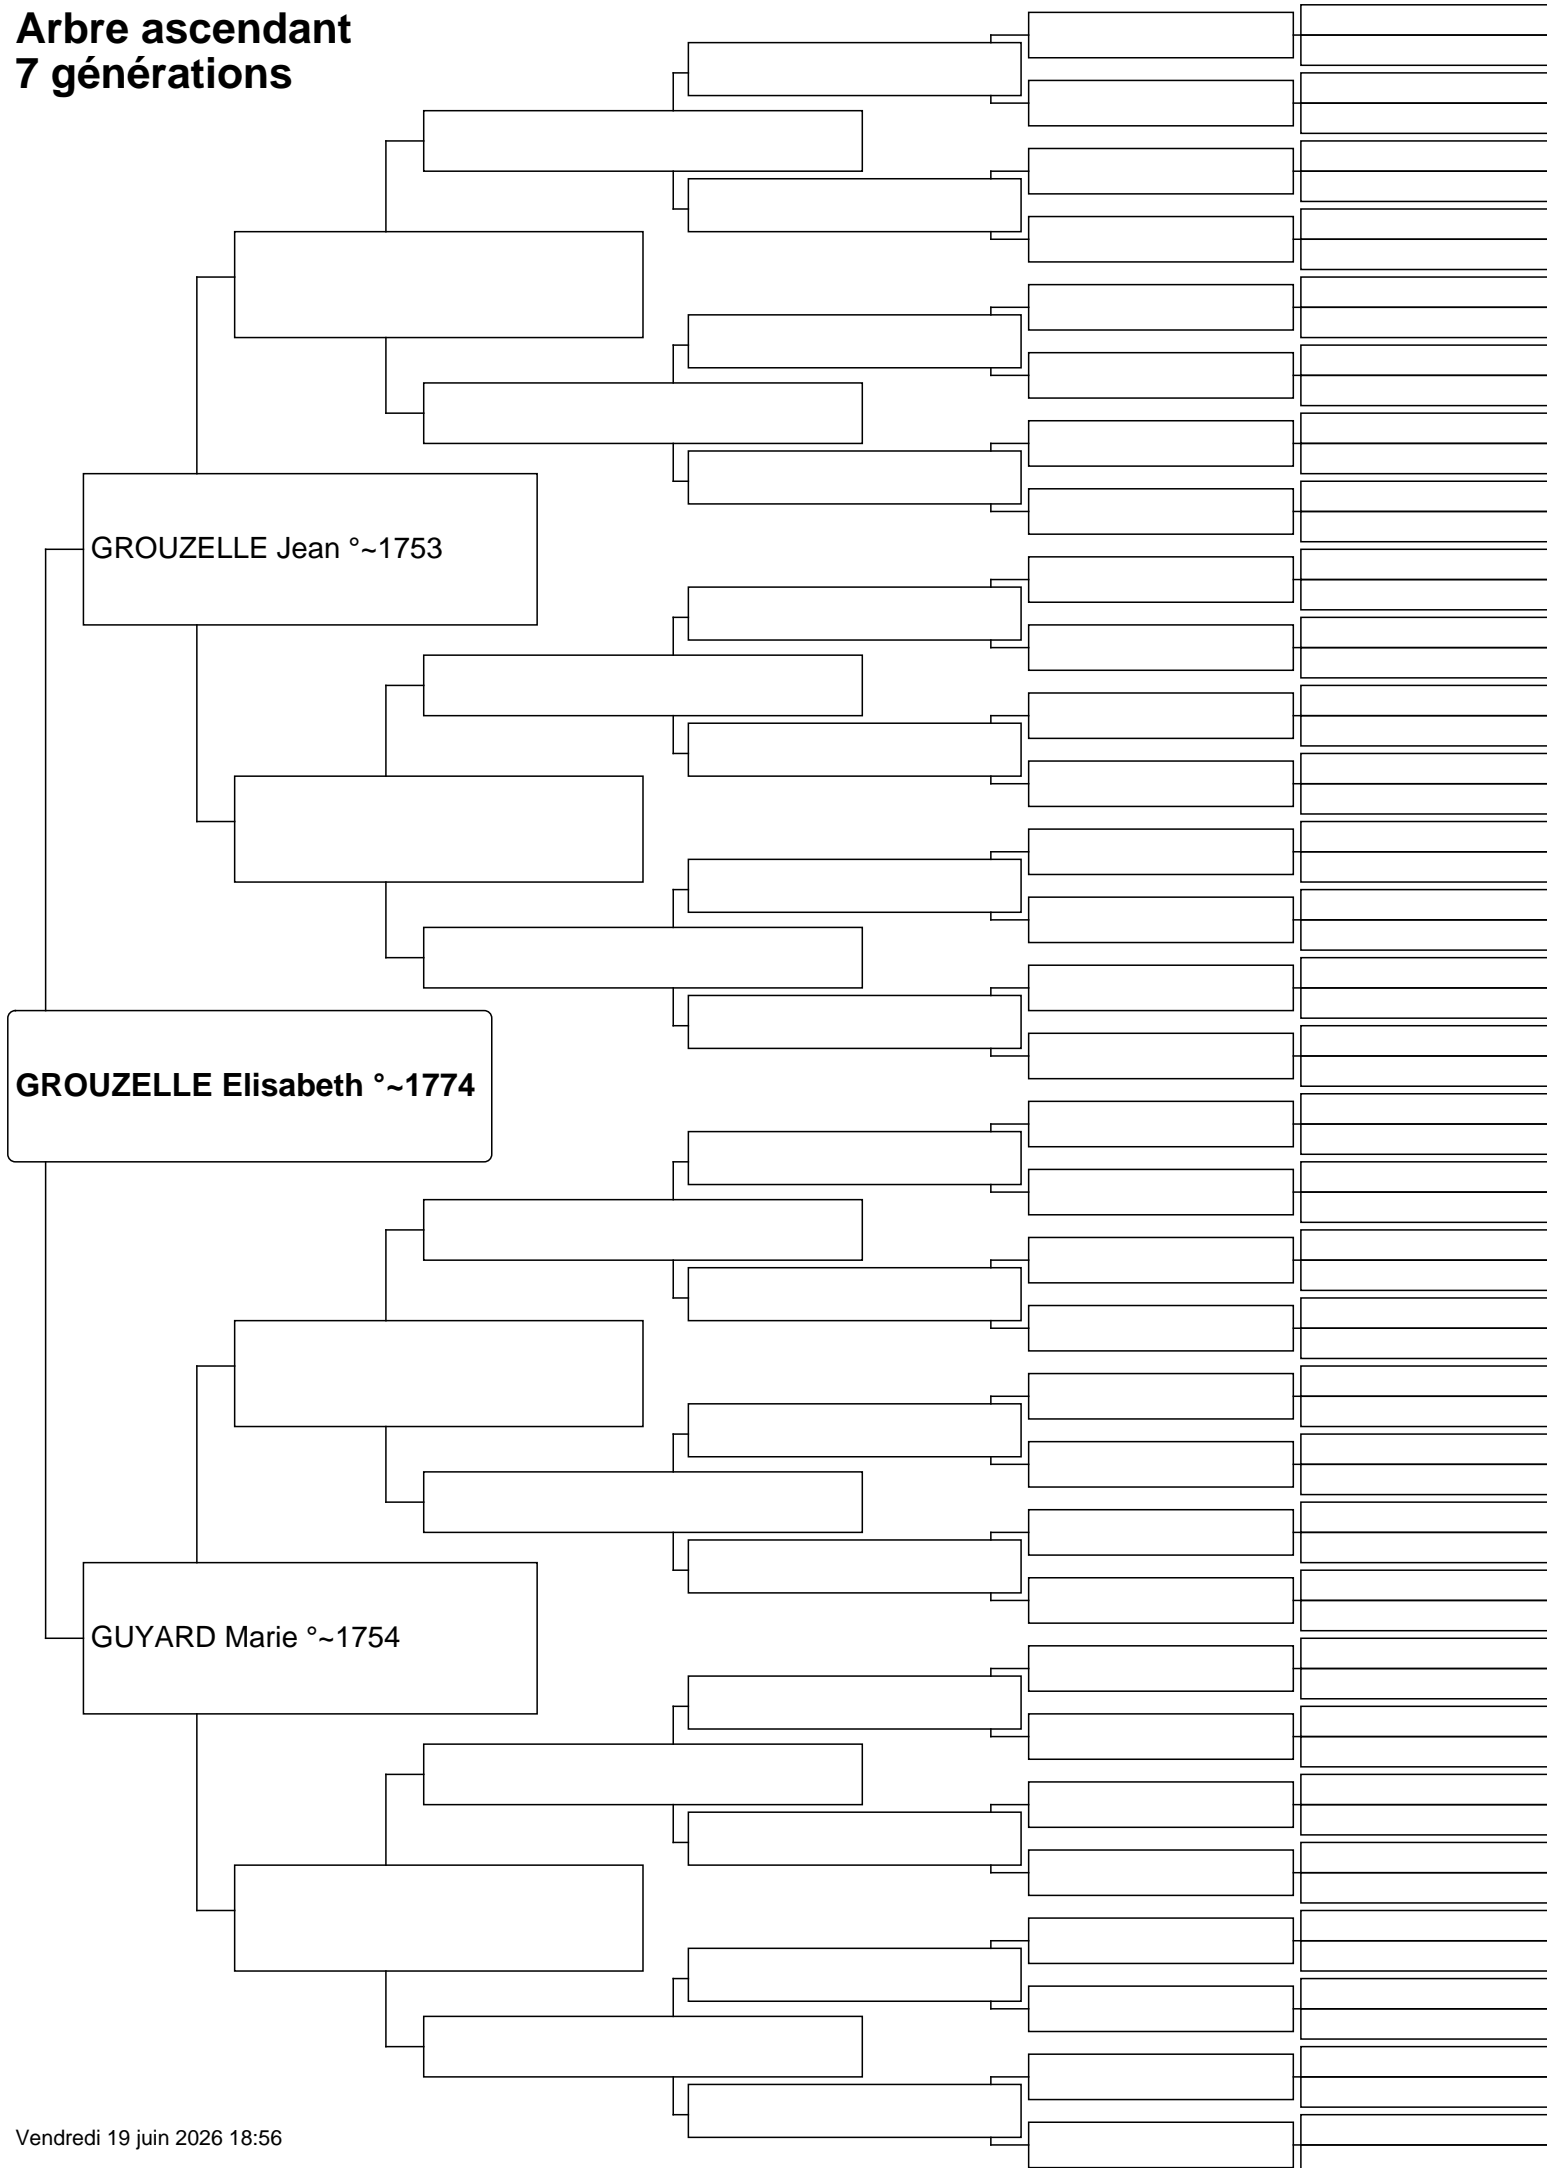 Arbre ascendant
7 générations
GROUZELLE Jean °~1753
GROUZELLE Elisabeth °~1774
GUYARD Marie °~1754
Vendredi 19 juin 2026 18:56